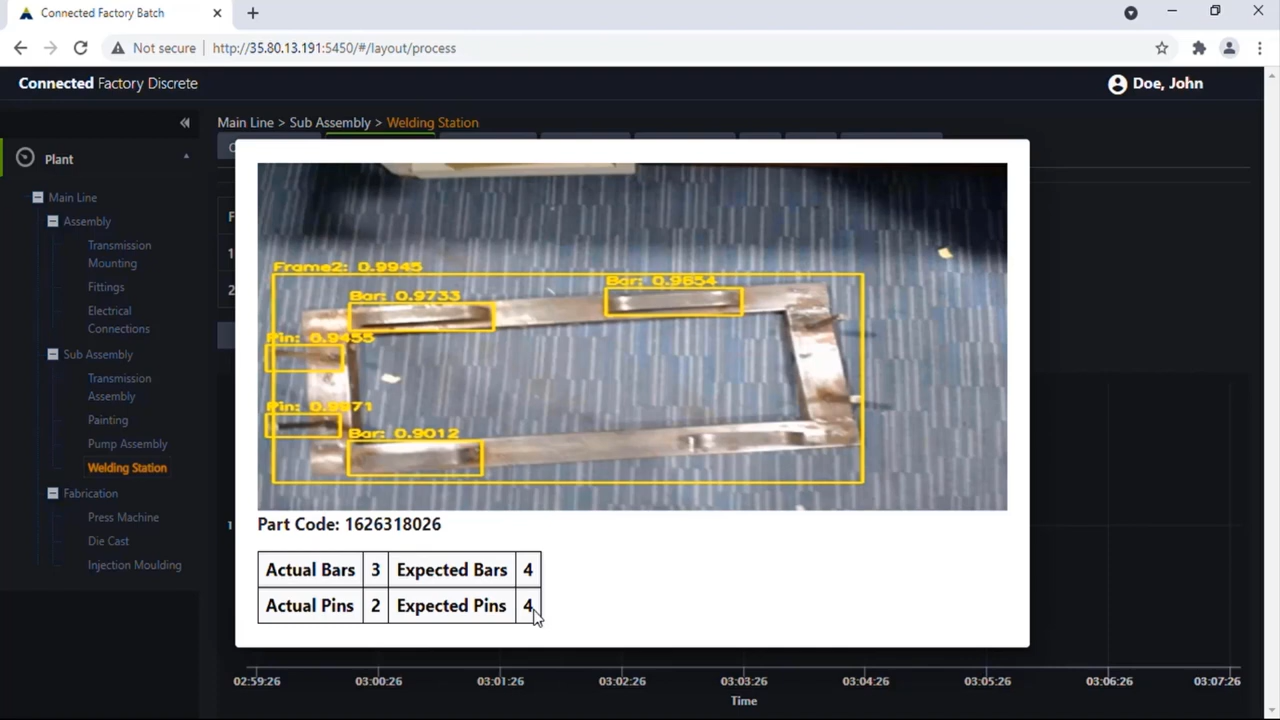 Connected Factory Batch
Not secure
http://35.80.13.191:5450/#/layout/process
Connected Factory Discrete
Doe, John
Main Line > Sub Assembly > Welding Station
Plant
Main Line
Assembly
Transmission
Mounting
Fittings
Electrical
Connections
Sub Assembly
Transmission
Assembly
Painting
Pump Assembly
Welding Station
Fabrication
Press Machine
Die Cast
Injection Moulding
Frame2: 0.9945
Bar: 0.9733
Bar: 0.9654
Pin: 0.9455
Bar: 0.9012
Part Code: 1626318026
Actual Bars 3 Expected Bars 4
Actual Pins 2 Expected Pins 4
02:59:26 03:00:26 03:01:26 03:02:26 03:03:26 03:04:26 03:05:26 03:06:26 03:07:26
Time